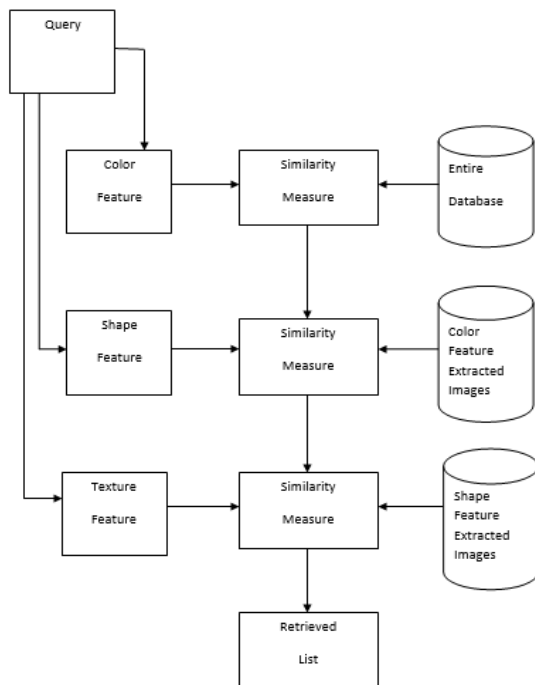 Query
Color
Feature
Similarity
Measure
Entire
Database
Shape
Feature
Similarity
Measure
Color
Feature
Extracted
Images
Texture
Feature
Similarity
Measure
Shape
Feature
Extracted
Images
Retrieved
List